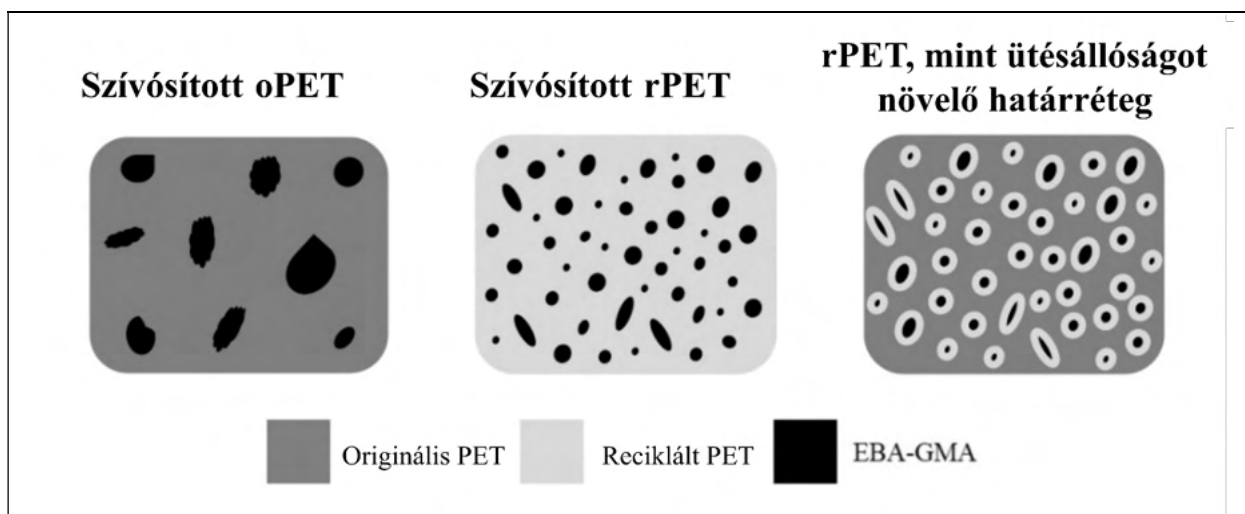 Szívósított oPET
Szívósított rPET
rPET, mint ütésállóságot
növelő határréteg
Originális PET
Reciklált PET
EBA-GMA